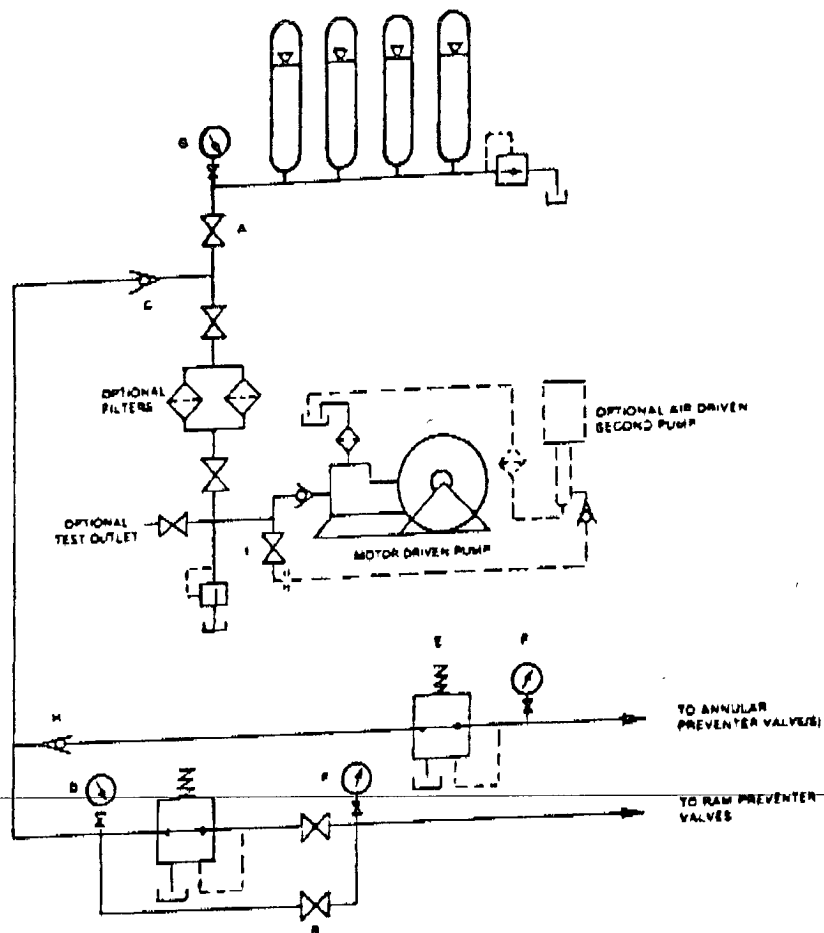 G
A
C
OPTIONAL
FILTERS
OPTIONAL AIR DRIVEN
SECOND PUMP
OPTIONAL
TEST OUTLET
I
MOTOR DRIVEN PUMP
E
F
H
TO ANNULAR
PREVENTER VALVE(S)
D
F
TO RAM PREVENTER
VALVES
B